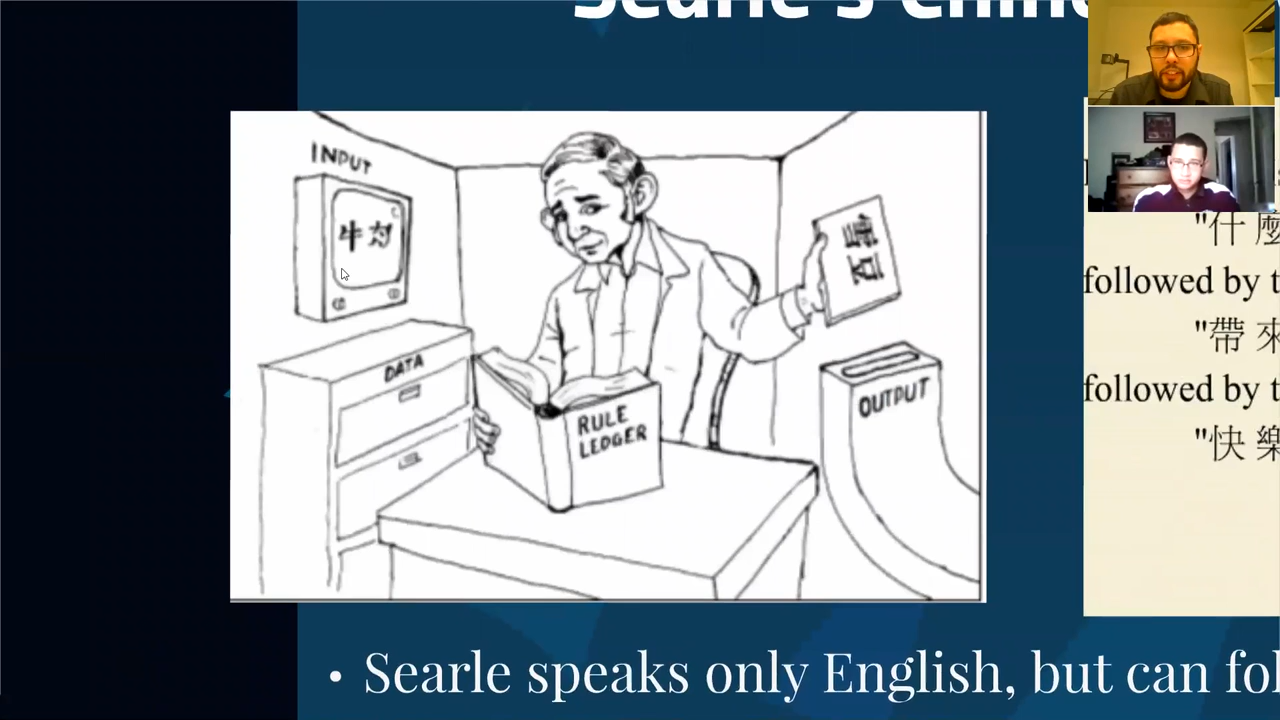 Searle's
INPUT
牛
DATA
RULE
LEDGER
OUTPUT
"什 麼
followed by t
"帶 來
followed by t
"快 樂
• Searle speaks only English, but can fol